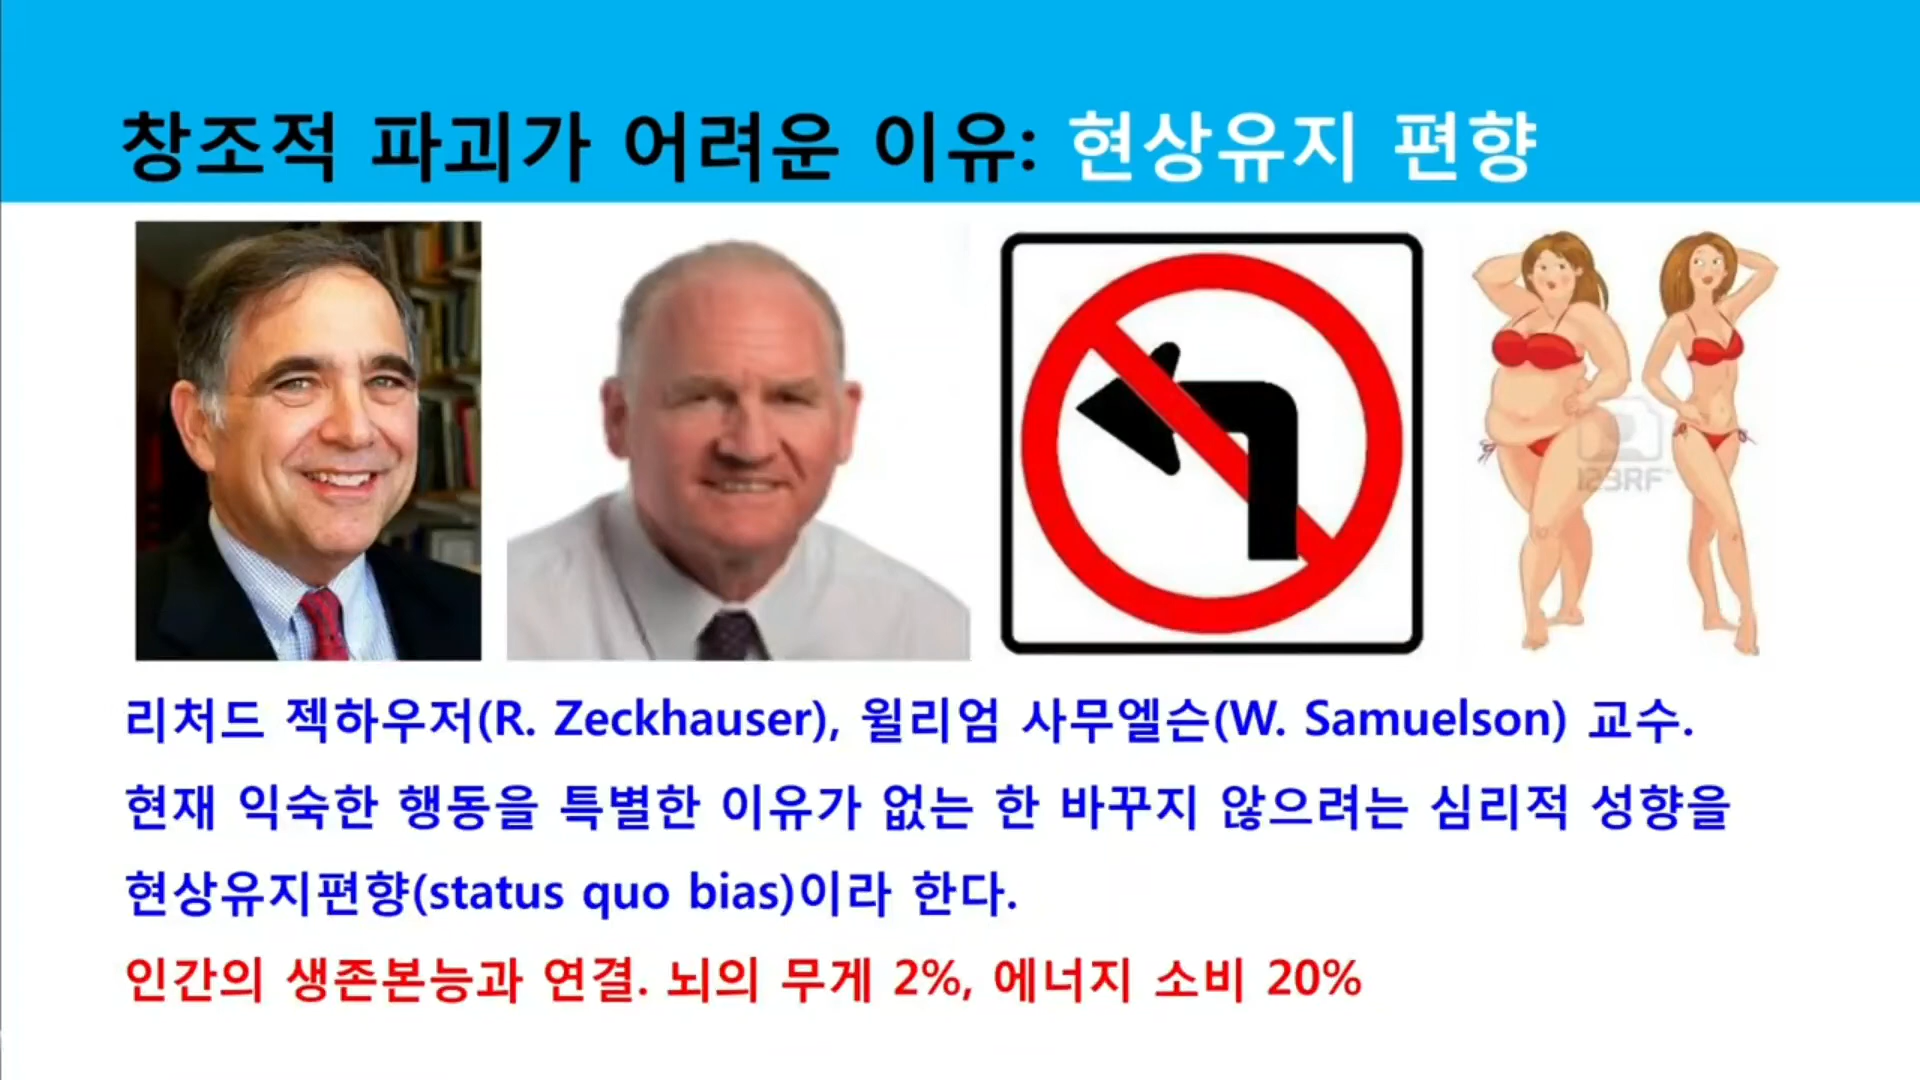 창조적 파괴가 어려운 이유: 현상유지 편향
123RF
리처드 젝하우저(R. Zeckhauser), 윌리엄 사무엘슨(W. Samuelson) 교수.
현재 익숙한 행동을 특별한 이유가 없는 한 바꾸지 않으려는 심리적 성향을
현상유지편향(status quo bias)이라 한다.
인간의 생존본능과 연결. 뇌의 무게 2%, 에너지 소비 20%